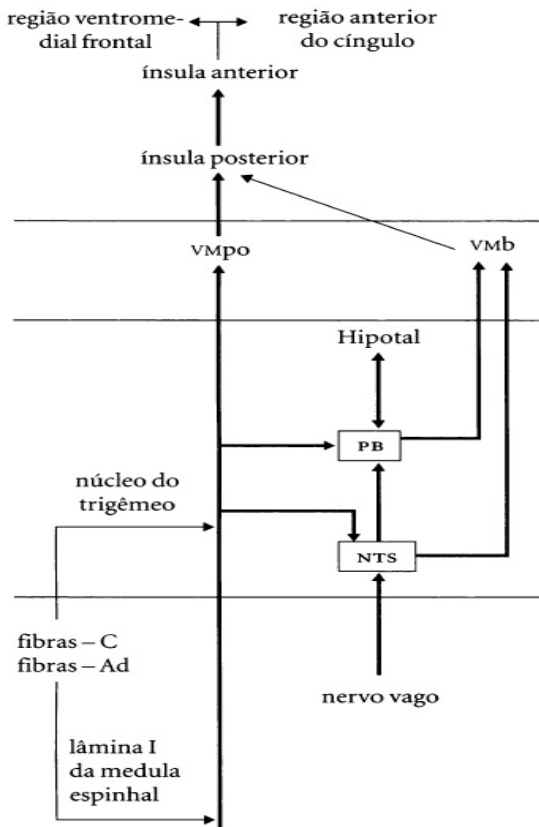 região ventrome-
dial frontal
região anterior
do cíngulo
ínsula anterior
ínsula posterior
VMpo
VMb
Hipotal
PB
núcleo do
trigêmeo
NTS
fibras – C
fibras – Ad
nervo vago
lâmina I
da medula
espinhal